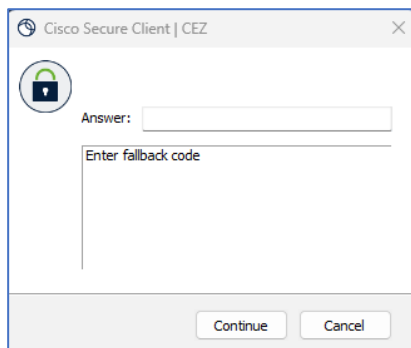 Cisco Secure Client | CEZ
Answer:
Enter fallback code
Continue Cancel